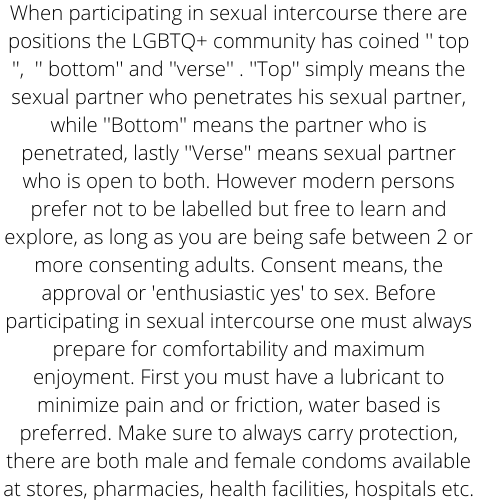 When participating in sexual intercourse there are
positions the LGBTQ+ community has coined " top
",  " bottom" and "verse" . "Top" simply means the
sexual partner who penetrates his sexual partner,
while "Bottom" means the partner who is
penetrated, lastly "Verse" means sexual partner
who is open to both. However modern persons
prefer not to be labelled but free to learn and
explore, as long as you are being safe between 2 or
more consenting adults. Consent means, the
approval or 'enthusiastic yes' to sex. Before
participating in sexual intercourse one must always
prepare for comfortability and maximum
enjoyment. First you must have a lubricant to
minimize pain and or friction, water based is
preferred. Make sure to always carry protection,
there are both male and female condoms available
at stores, pharmacies, health facilities, hospitals etc.